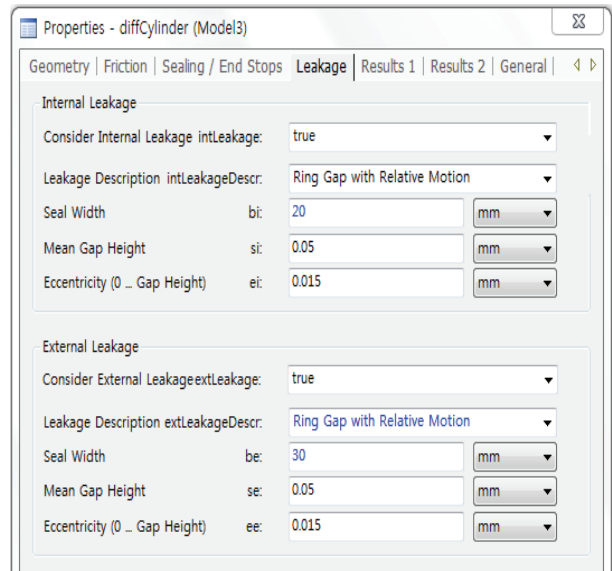 Properties - diffCylinder (Model3)
Geometry | Friction | Sealing / End Stops Leakage | Results 1 | Results 2 | General |
Internal Leakage
Consider Internal Leakage intLeakage: true
Leakage Description intLeakageDescr: Ring Gap with Relative Motion
Seal Width bi: 20 mm
Mean Gap Height si: 0.05 mm
Eccentricity (0 ... Gap Height) ei: 0.015 mm
External Leakage
Consider External LeakageextLeakage: true
Leakage Description extLeakageDescr: Ring Gap with Relative Motion
Seal Width be: 30 mm
Mean Gap Height se: 0.05 mm
Eccentricity (0 ... Gap Height) ee: 0.015 mm